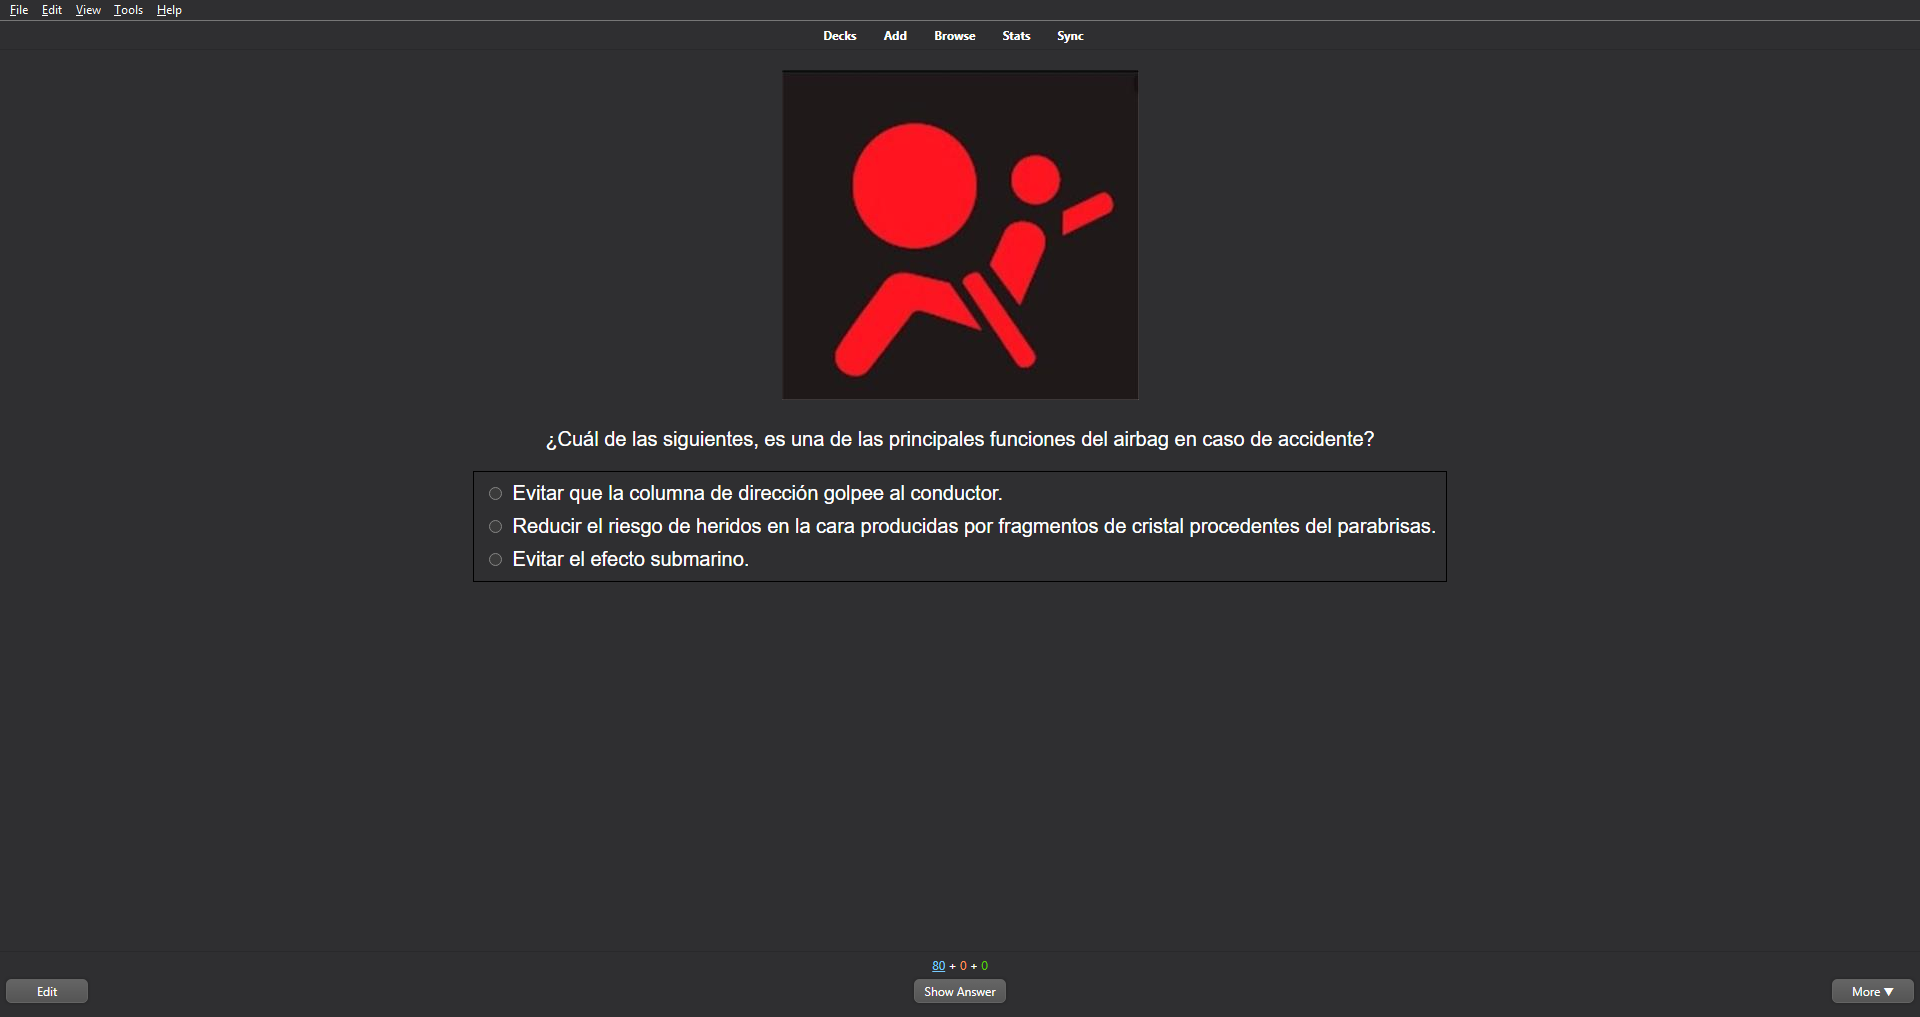 File Edit View Tools Help
Decks Add Browse Stats Sync
¿Cuál de las siguientes, es una de las principales funciones del airbag en caso de accidente?
Evitar que la columna de dirección golpee al conductor.
Reducir el riesgo de heridos en la cara producidas por fragmentos de cristal procedentes del parabrisas.
Evitar el efecto submarino.
80 + 0 + 0
Edit Show Answer More ▼